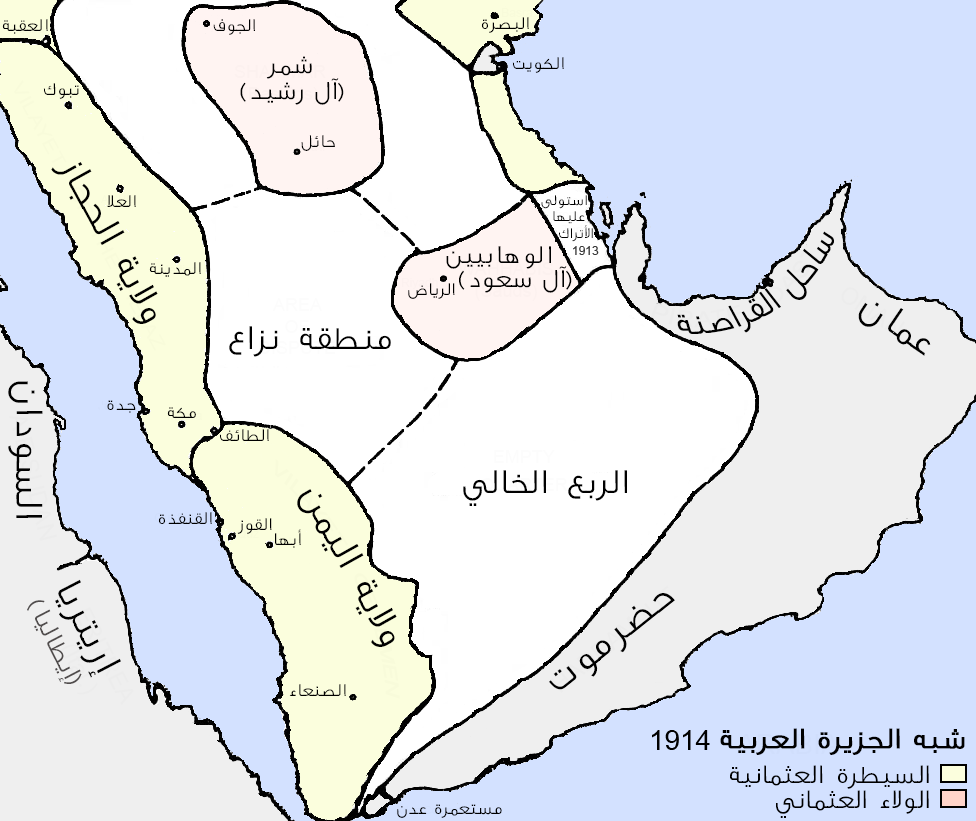 العقبة
الجوف
البصرة
الكويت
شمر
(آل رشيد)
تبوك
حائل
ولاية الحجاز
العلا
المدينة
استولى
عليها
الأتراك
1913
الوهابيين
(آل سعود)
الرياض
ساحل القراصنة
عمان
منطقة نزاع
السودان
جدة
مكة
الطائف
الربع الخالي
القنفذة
القوز
أبها
ولاية اليمن
إريتريا
(إيطاليا)
حضرموت
الصنعاء
مستعمرة عدن
شبه الجزيرة العربية 1914
السيطرة العثمانية
الولاء العثماني